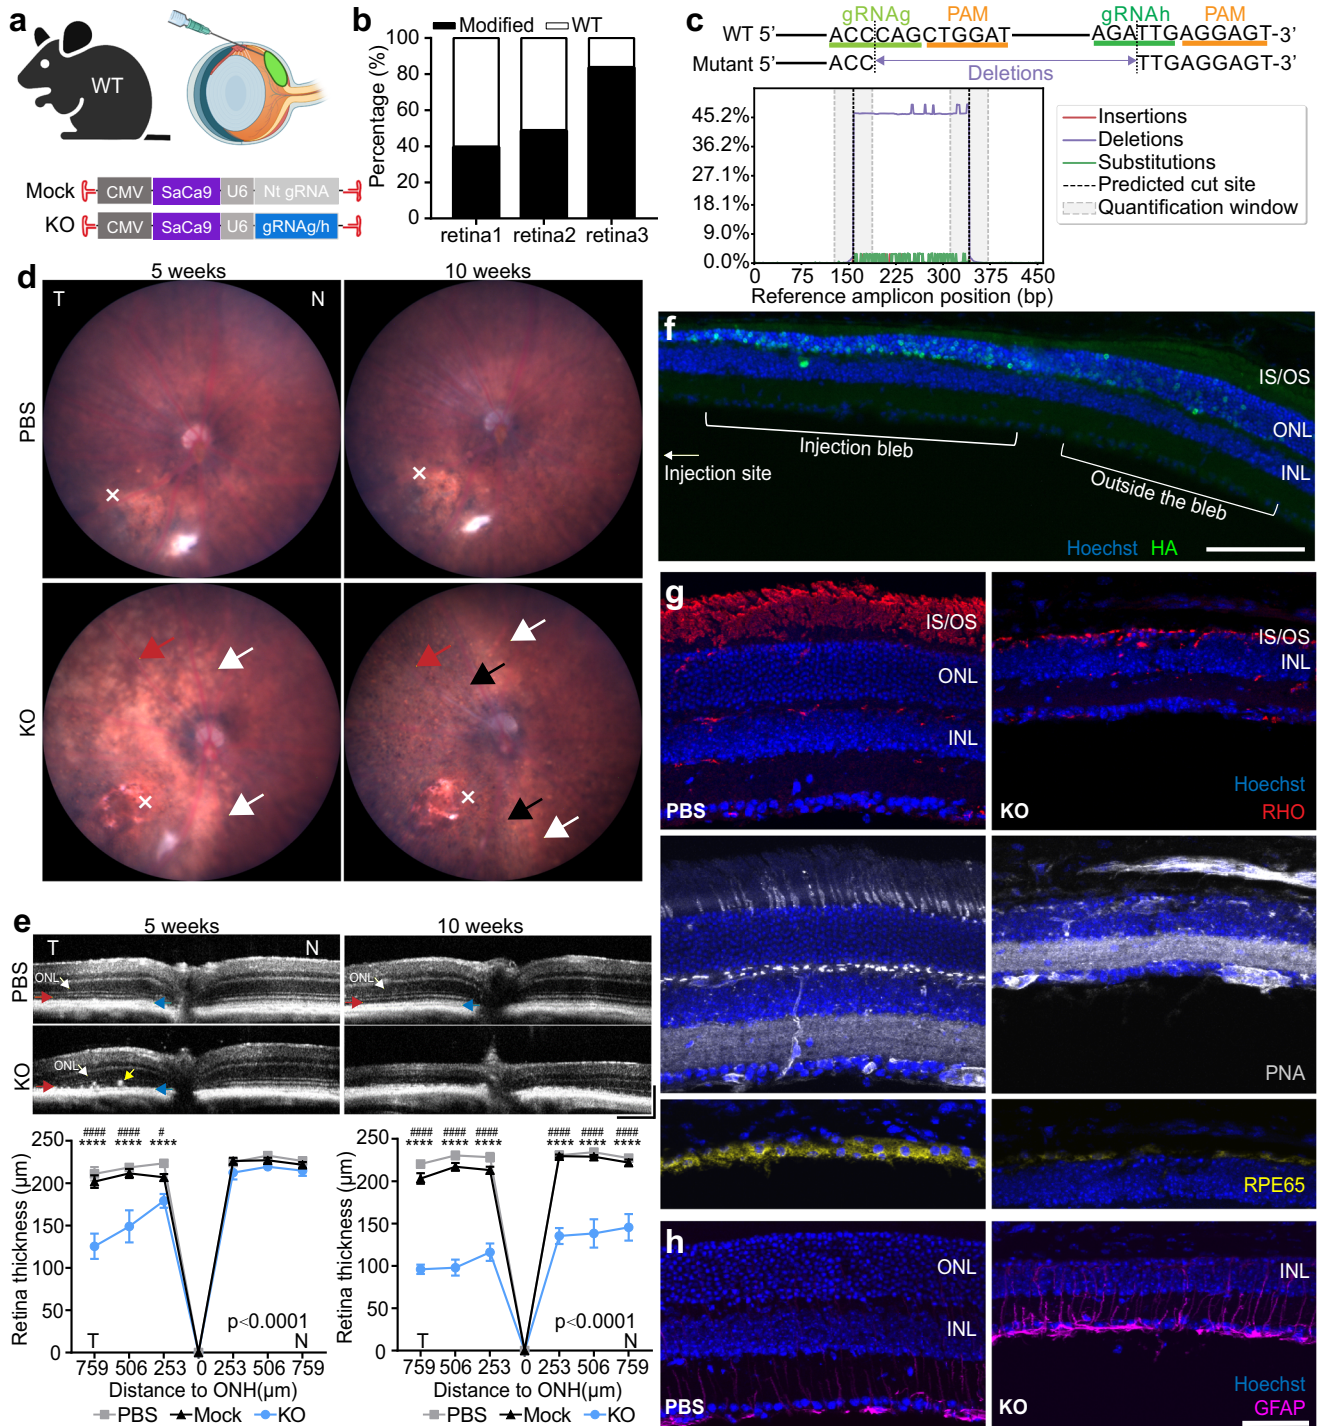 a
WT
Mock
CMV
SaCa9
U6
Nt gRNA
KO
CMV
SaCa9
U6
gRNAg/h
b
Modified
WT
Percentage (%)
100
80
60
40
20
0
retina1
retina2
retina3
c
gRNAg
PAM
gRNAh
PAM
WT 5’
ACCCAGCTGGAT
AGATTGAGGAGT-3’
Mutant 5’
ACC
TTGAGGAGT-3’
Deletions
45.2%
36.2%
27.1%
18.1%
9.0%
0.0%
0
75
150
225
300
375
450
Reference amplicon position (bp)
Insertions
Deletions
Substitutions
Predicted cut site
Quantification window
d
5 weeks
10 weeks
T
N
PBS
KO
e
5 weeks
10 weeks
T
N
PBS
ONL
ONL
KO
ONL
####
####
#
****
****
****
Retina thickness (µm)
250
200
150
100
50
0
p<0.0001
T
N
759
506
253
0
253
506
759
Distance to ONH(µm)
PBS
Mock
KO
####
####
####
####
####
####
****
****
****
****
****
****
Retina thickness (µm)
250
200
150
100
50
0
p<0.0001
T
N
759
506
253
0
253
506
759
Distance to ONH(µm)
PBS
Mock
KO
f
IS/OS
ONL
INL
Injection bleb
Injection site
Outside the bleb
Hoechst HA
g
IS/OS
ONL
INL
PBS
IS/OS
INL
Hoechst
KO
RHO
PNA
RPE65
h
ONL
INL
PBS
INL
Hoechst
KO
GFAP